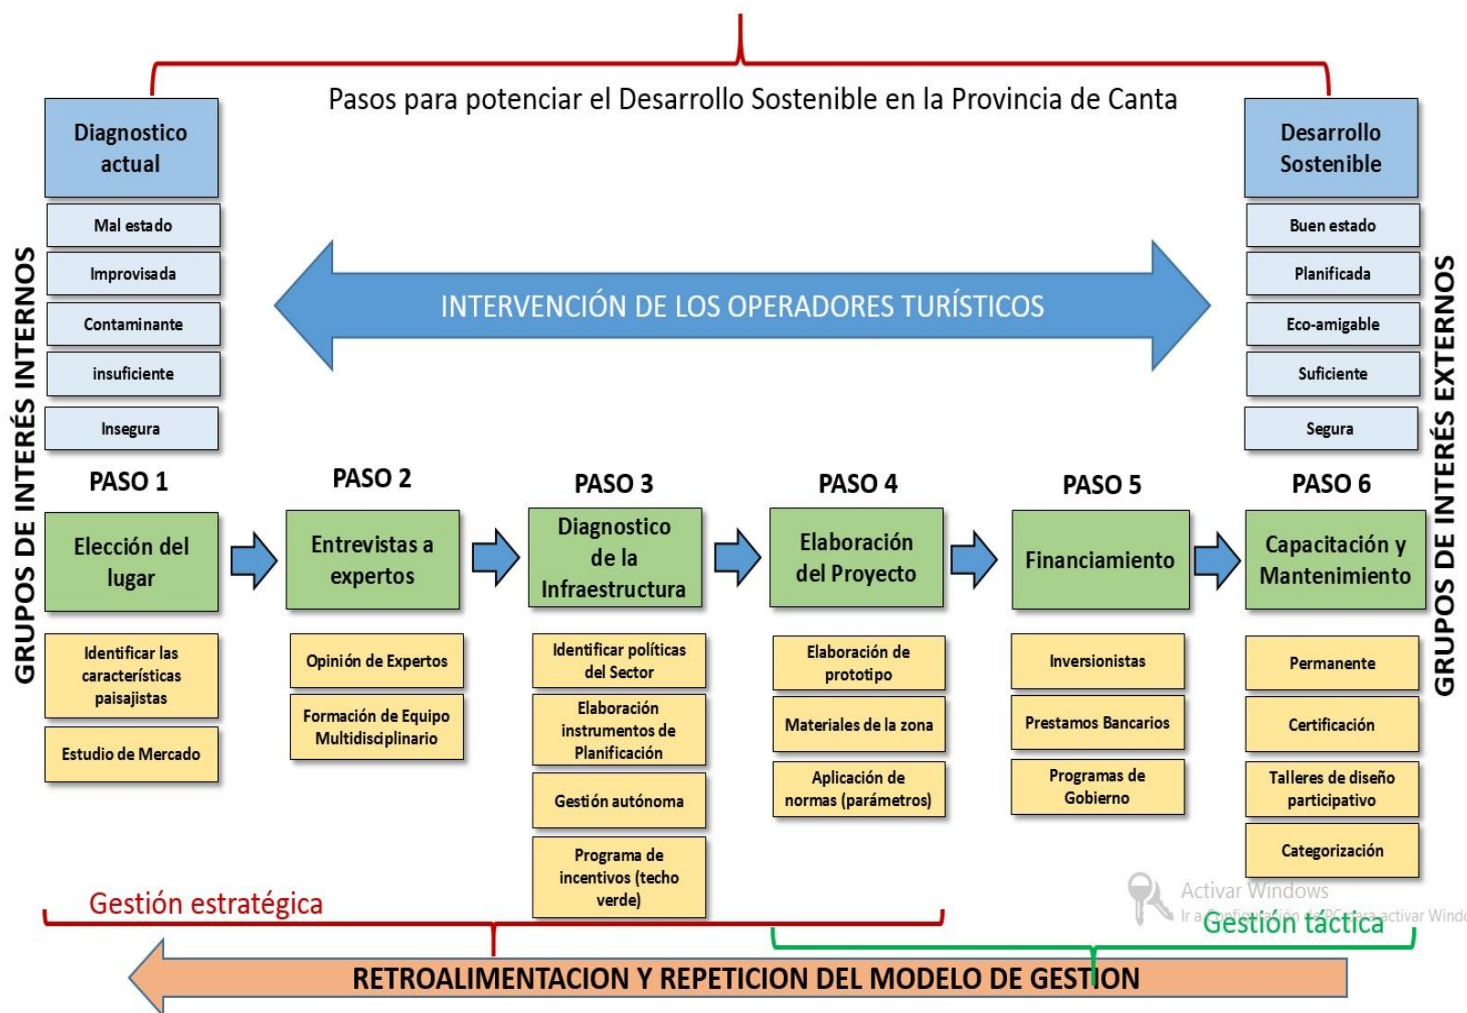 Pasos para potenciar el Desarrollo Sostenible en la Provincia de Canta
Diagnostico
actual
Mal estado
Improvisada
Contaminante
insuficiente
Insegura
Desarrollo
Sostenible
Buen estado
Planificada
Eco-amigable
Suficiente
Segura
GRUPOS DE INTERÉS INTERNOS
INTERVENCIÓN DE LOS OPERADORES TURÍSTICOS
GRUPOS DE INTERÉS EXTERNOS
PASO 1
Elección del
lugar
Identificar las
características
paisajistas
Estudio de Mercado
PASO 2
Entrevistas a
expertos
Opinión de Expertos
Formación de Equipo
Multidisciplinario
PASO 3
Diagnostico
de la
Infraestructura
Identificar políticas
del Sector
Elaboración
instrumentos de
Planificación
Gestión autónoma
Programa de
incentivos (techo
verde)
PASO 4
Elaboración
del Proyecto
Elaboración de
prototipo
Materiales de la zona
Aplicación de
normas (parámetros)
PASO 5
Financiamiento
Inversionistas
Prestamos Bancarios
Programas de
Gobierno
PASO 6
Capacitación y
Mantenimiento
Permanente
Certificación
Talleres de diseño
participativo
Categorización
Gestión estratégica
Activar Windows
Ir a Configuración de PC para activar Windo
Gestión táctica
RETROALIMENTACION Y REPETICION DEL MODELO DE GESTION